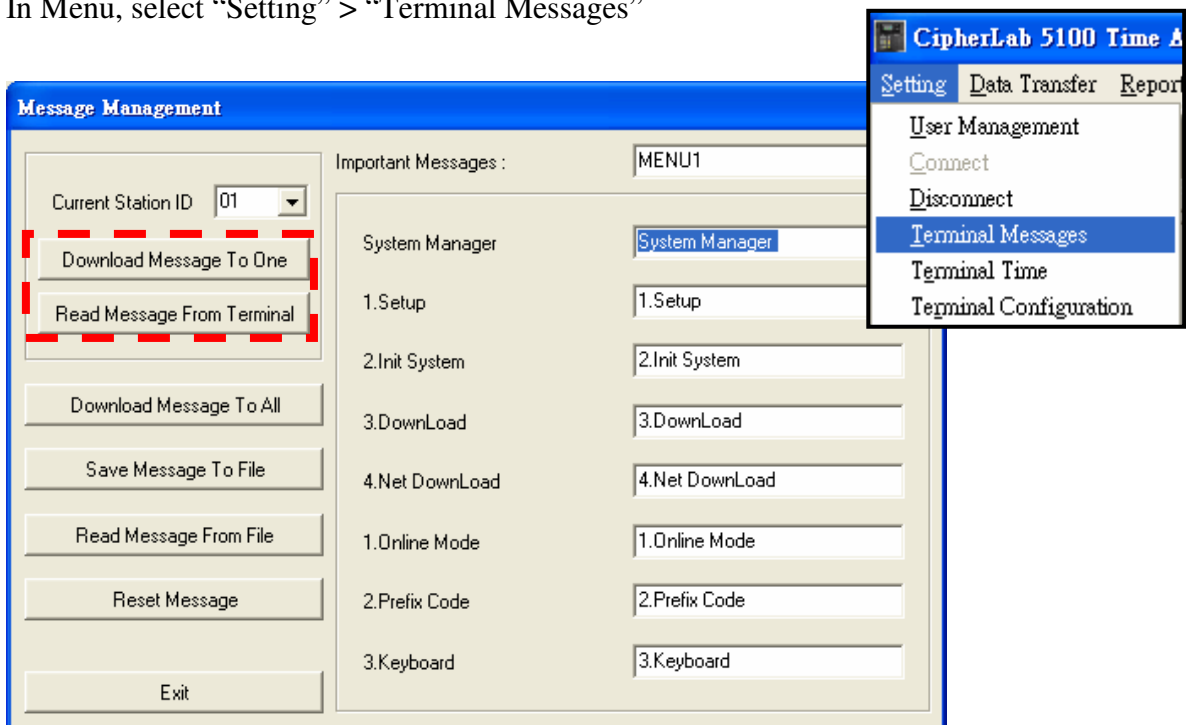 In Menu, select “Setting” > “Terminal Messages”
CipherLab 5100 Time A
Setting Data Transfer Report
User Management
Connect
Disconnect
Terminal Messages
Terminal Time
Terminal Configuration
Message Management
Current Station ID 01
Download Message To One
Read Message From Terminal
Download Message To All
Save Message To File
Read Message From File
Reset Message
Exit
Important Messages : MENU1
System Manager System Manager
1.Setup 1.Setup
2.Init System 2.Init System
3.DownLoad 3.DownLoad
4.Net DownLoad 4.Net DownLoad
1.Online Mode 1.Online Mode
2.Prefix Code 2.Prefix Code
3.Keyboard 3.Keyboard